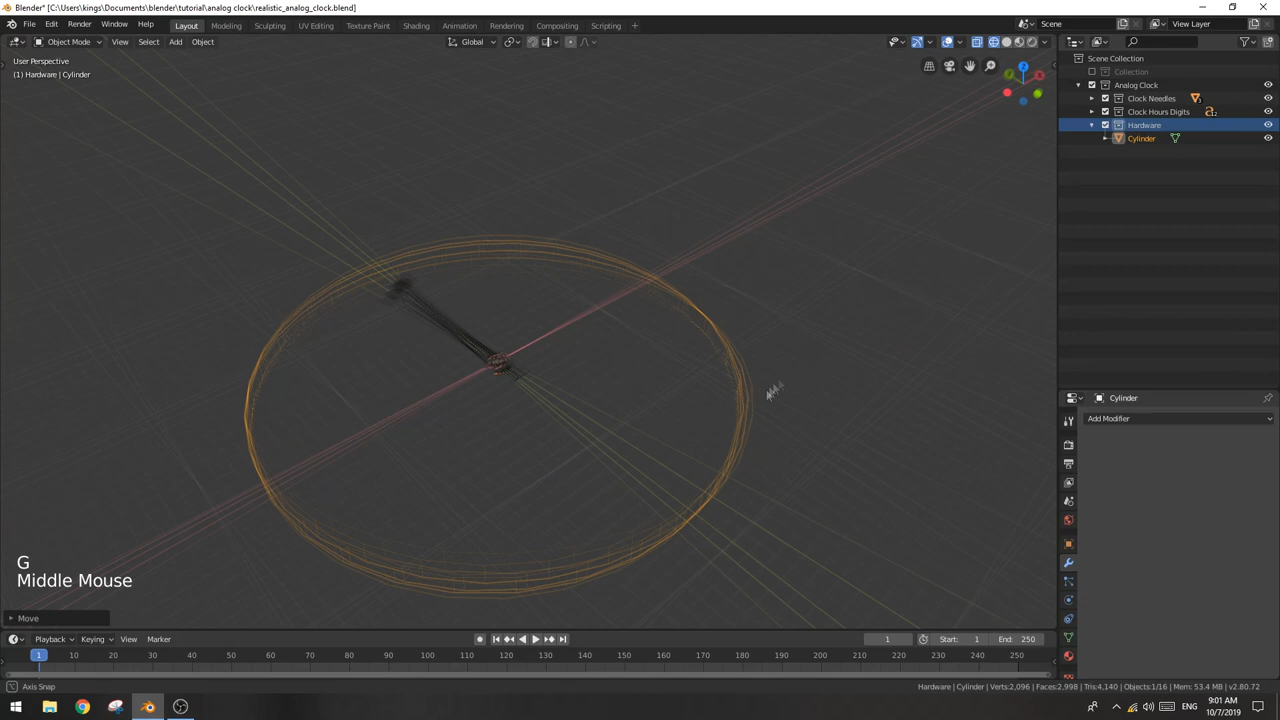 Blender* [C:\Users\kings\Documents\blender\tutorial\analog clock\realistic_analog_clock.blend]
File Edit Render Window Help Layout Modeling Sculpting UV Editing Texture Paint Shading Animation Rendering Compositing Scripting + Scene View Layer
Object Mode View Select Add Object Global
User Perspective
(1) Hardware | Cylinder
Z
Scene Collection
Collection
Analog Clock
Clock Needles 3
Clock Hours Digits 12
Hardware
Cylinder
Cylinder
Add Modifier
G
Middle Mouse
Move
Playback Keying View Marker 1 Start: 1 End: 250
1 10 20 30 40 50 60 70 80 90 100 110 120 130 140 150 160 170 180 190 200 210 220 230 240 250
Axis Snap Hardware | Cylinder | Verts:2,096 | Faces:2,998 | Tris:4,140 | Objects:1/16 | Mem: 53.4 MB | v2.80.72
ENG 9:01 AM
10/7/2019